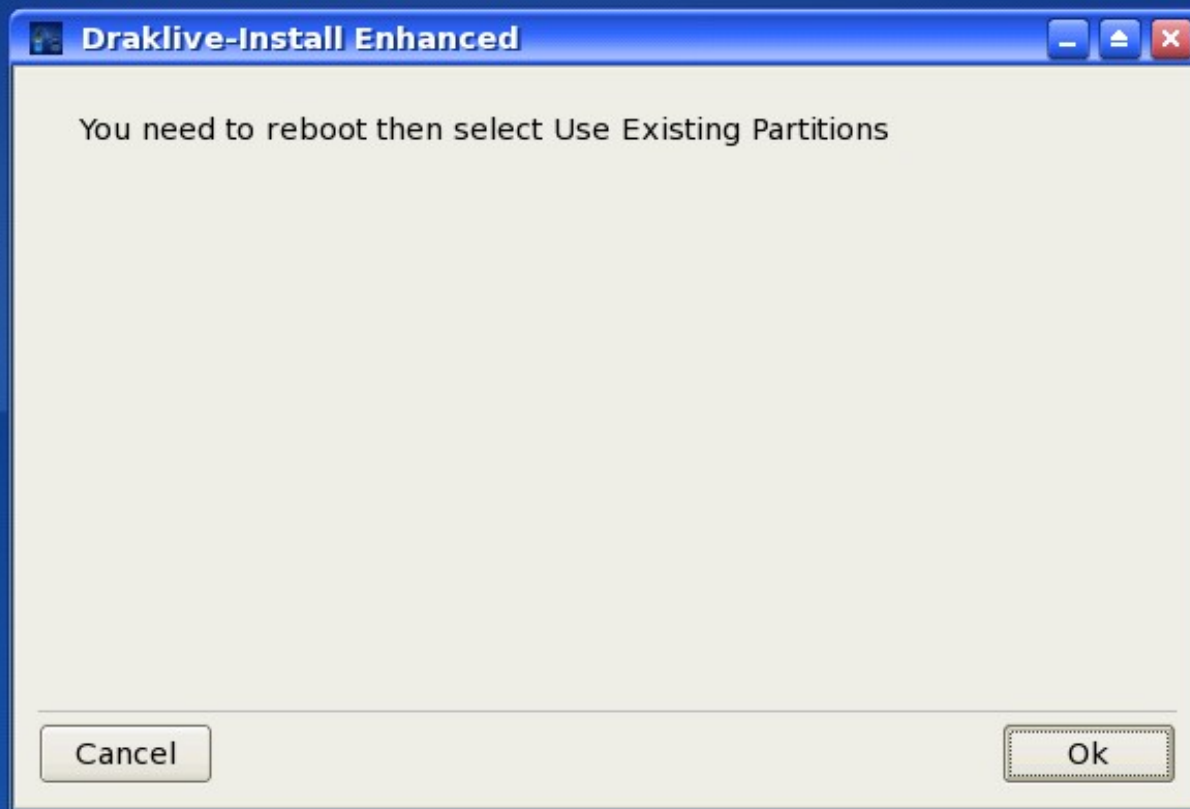 Draklive-Install Enhanced
You need to reboot then select Use Existing Partitions
Cancel
Ok